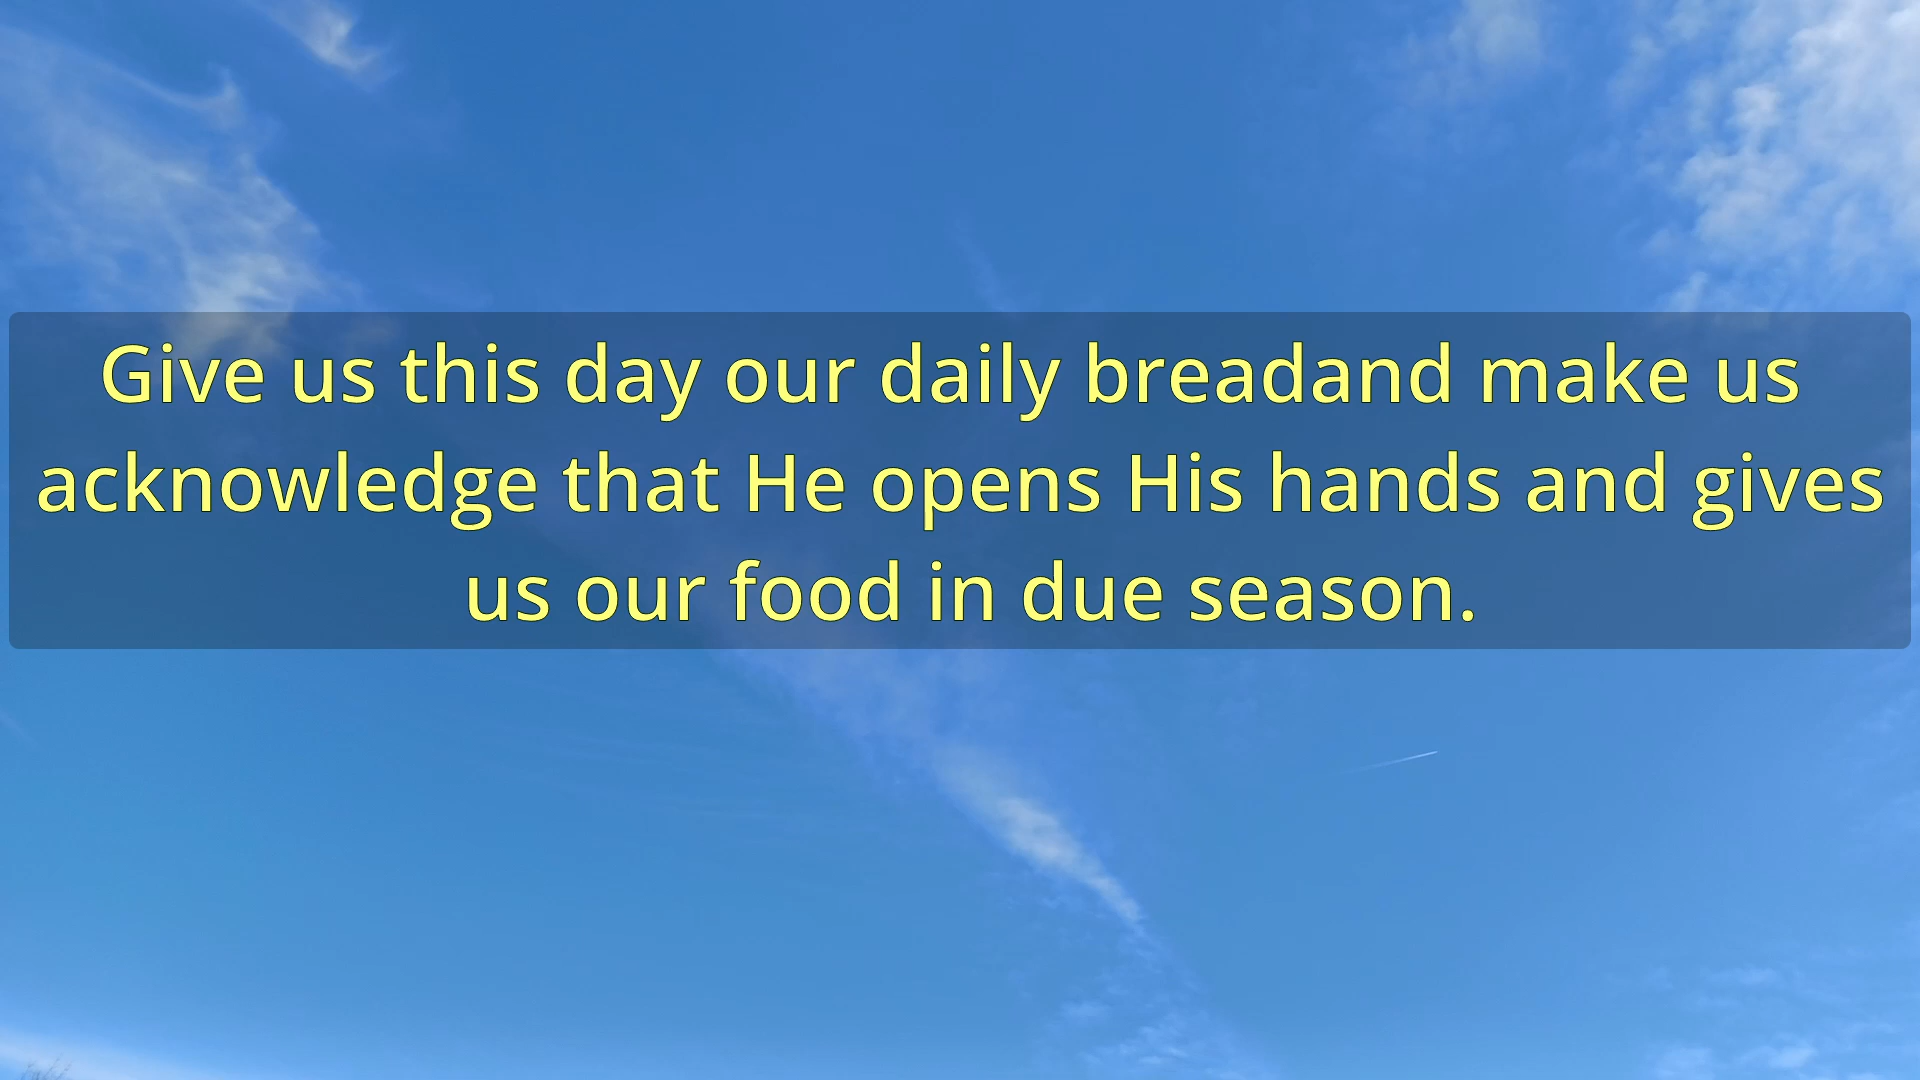 Give us this day our daily breadand make us
acknowledge that He opens His hands and gives
us our food in due season.